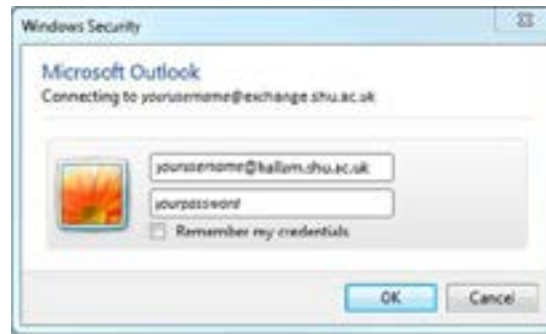 Windows Security
Microsoft Outlook
Connecting to yourusername@exchange.shu.ac.uk
yourusername@hallam.shu.ac.uk
yourpassword
Remember my credentials
OK Cancel